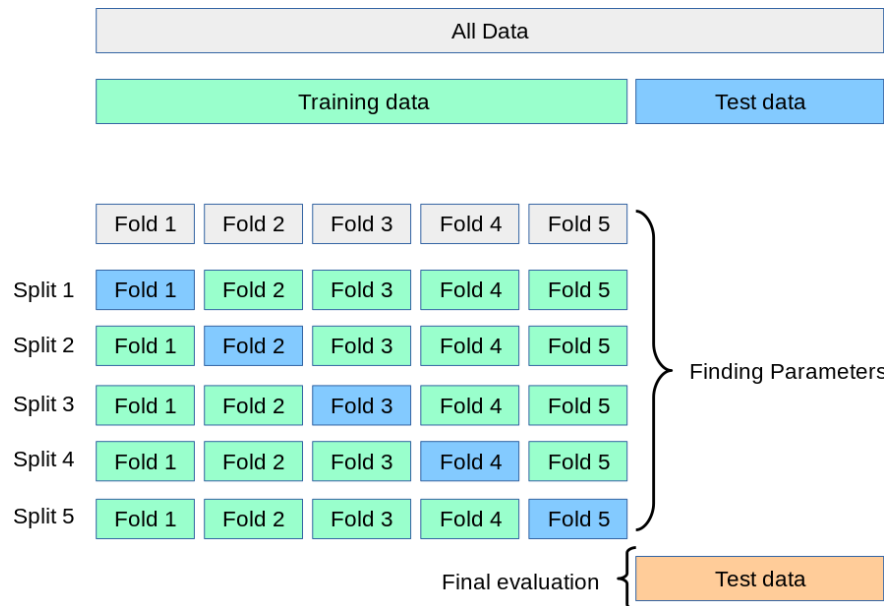 All Data
Training data Test data
Fold 1 Fold 2 Fold 3 Fold 4 Fold 5
Split 1 Fold 1 Fold 2 Fold 3 Fold 4 Fold 5
Split 2 Fold 1 Fold 2 Fold 3 Fold 4 Fold 5
Finding Parameters
Split 3 Fold 1 Fold 2 Fold 3 Fold 4 Fold 5
Split 4 Fold 1 Fold 2 Fold 3 Fold 4 Fold 5
Split 5 Fold 1 Fold 2 Fold 3 Fold 4 Fold 5
Final evaluation Test data